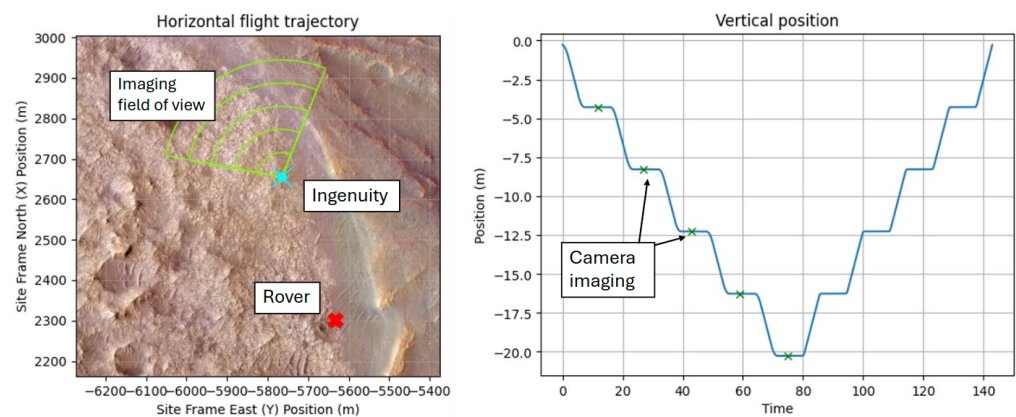 Horizontal flight trajectory
3000
2900
2800
2700
2600
2500
2400
2300
2200
Site Frame North (X) Position (m)
Imaging
field of view
Ingenuity
Rover
−6200−6100−6000−5900−5800−5700−5600−5500−5400
Site Frame East (Y) Position (m)
Vertical position
0.0
−2.5
−5.0
−7.5
−10.0
−12.5
−15.0
−17.5
−20.0
Position (m)
Camera
imaging
0 20 40 60 80 100 120 140
Time